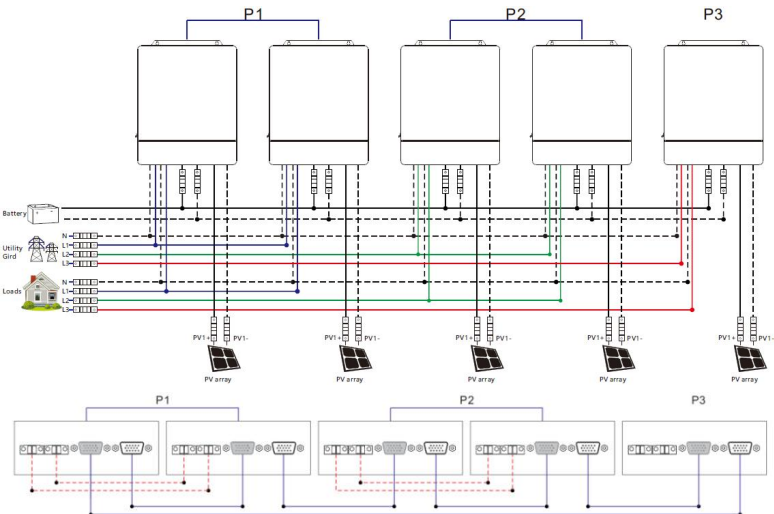 P1 P2 P3
Battery
Utility
Gird
N
L1
L2
L3
Loads
N
L1
L2
L3
PV1+ PV1- PV1+ PV1- PV1+ PV1- PV1+ PV1- PV1+ PV1-
PV array PV array PV array PV array PV array
P1 P2 P3